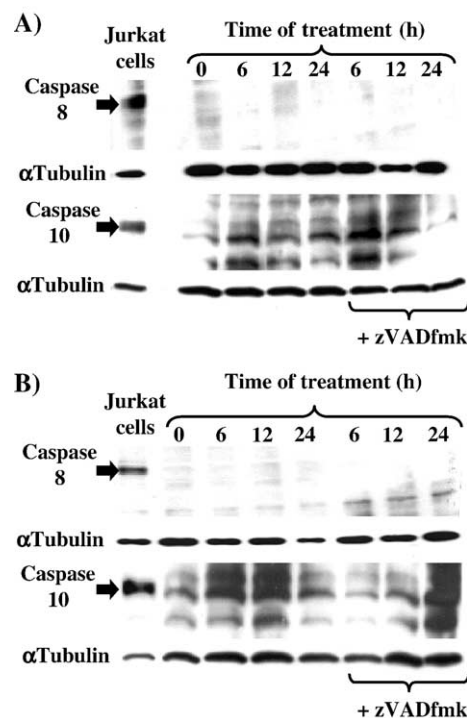 A)
Jurkat
cells
Time of treatment (h)
0 6 12 24 6 12 24
Caspase
8
αTubulin
Caspase
10
αTubulin
+ zVADfmk
B)
Jurkat
cells
Time of treatment (h)
0 6 12 24 6 12 24
Caspase
8
αTubulin
Caspase
10
αTubulin
+ zVADfmk